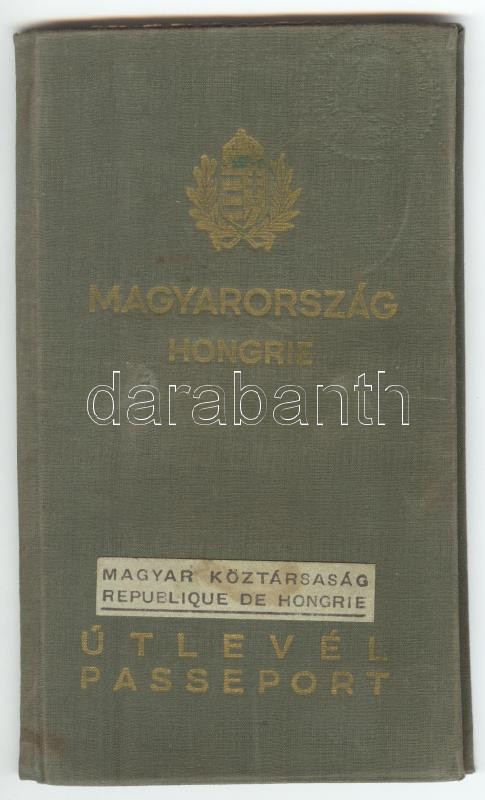 MAGYARORSZÁG
HONGRIE
darabanth
MAGYAR KÖZTÁRSASÁG
REPUBLIQUE DE HONGRIE
ÚTLEVÉL
PASSEPORT